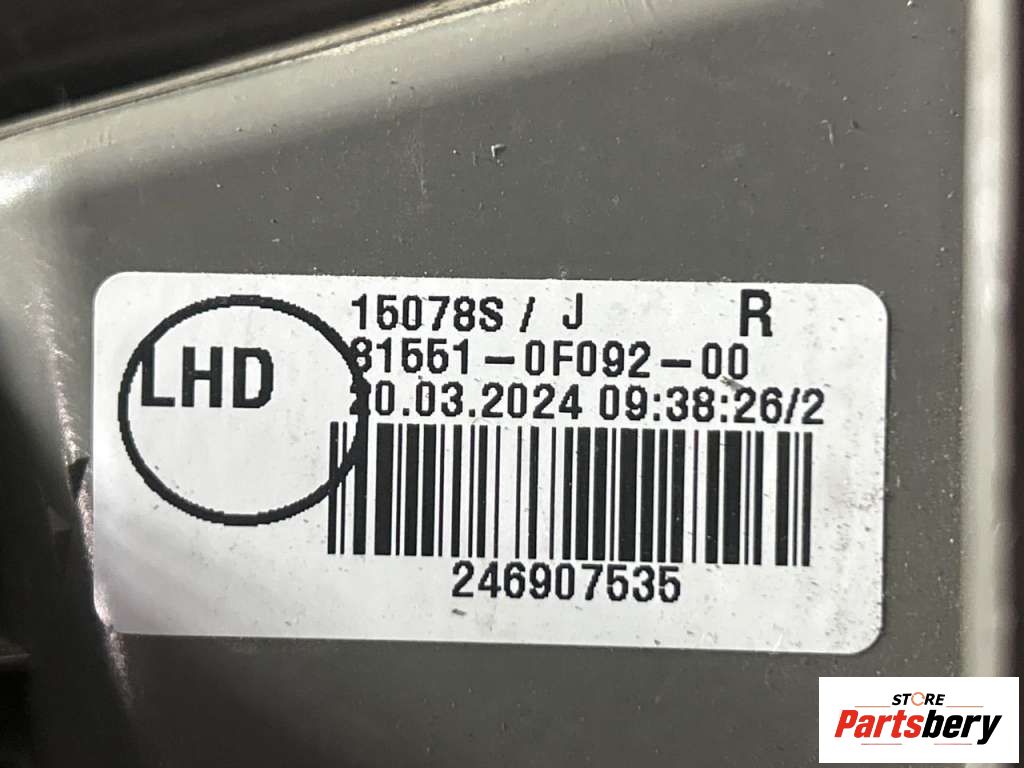 15078S / J R
LHD
81551-0F092-00
20.03.2024 09:38:26/2
246907535
STORE
Partsbery